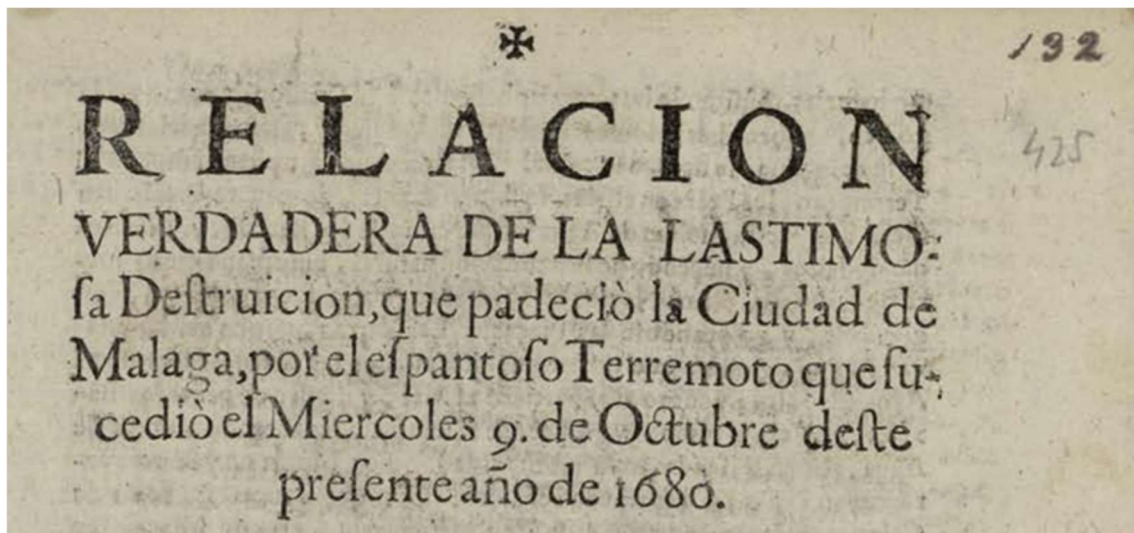 ✠
132
RELACION
425
VERDADERA DE LA LASTIMO-
ſa Deſtruicion, que padeciò la Ciudad de
Malaga, por el eſpantoſo Terremoto que ſu-
cediò el Miercoles 9. de Octubre deſte
preſente año de 1680.